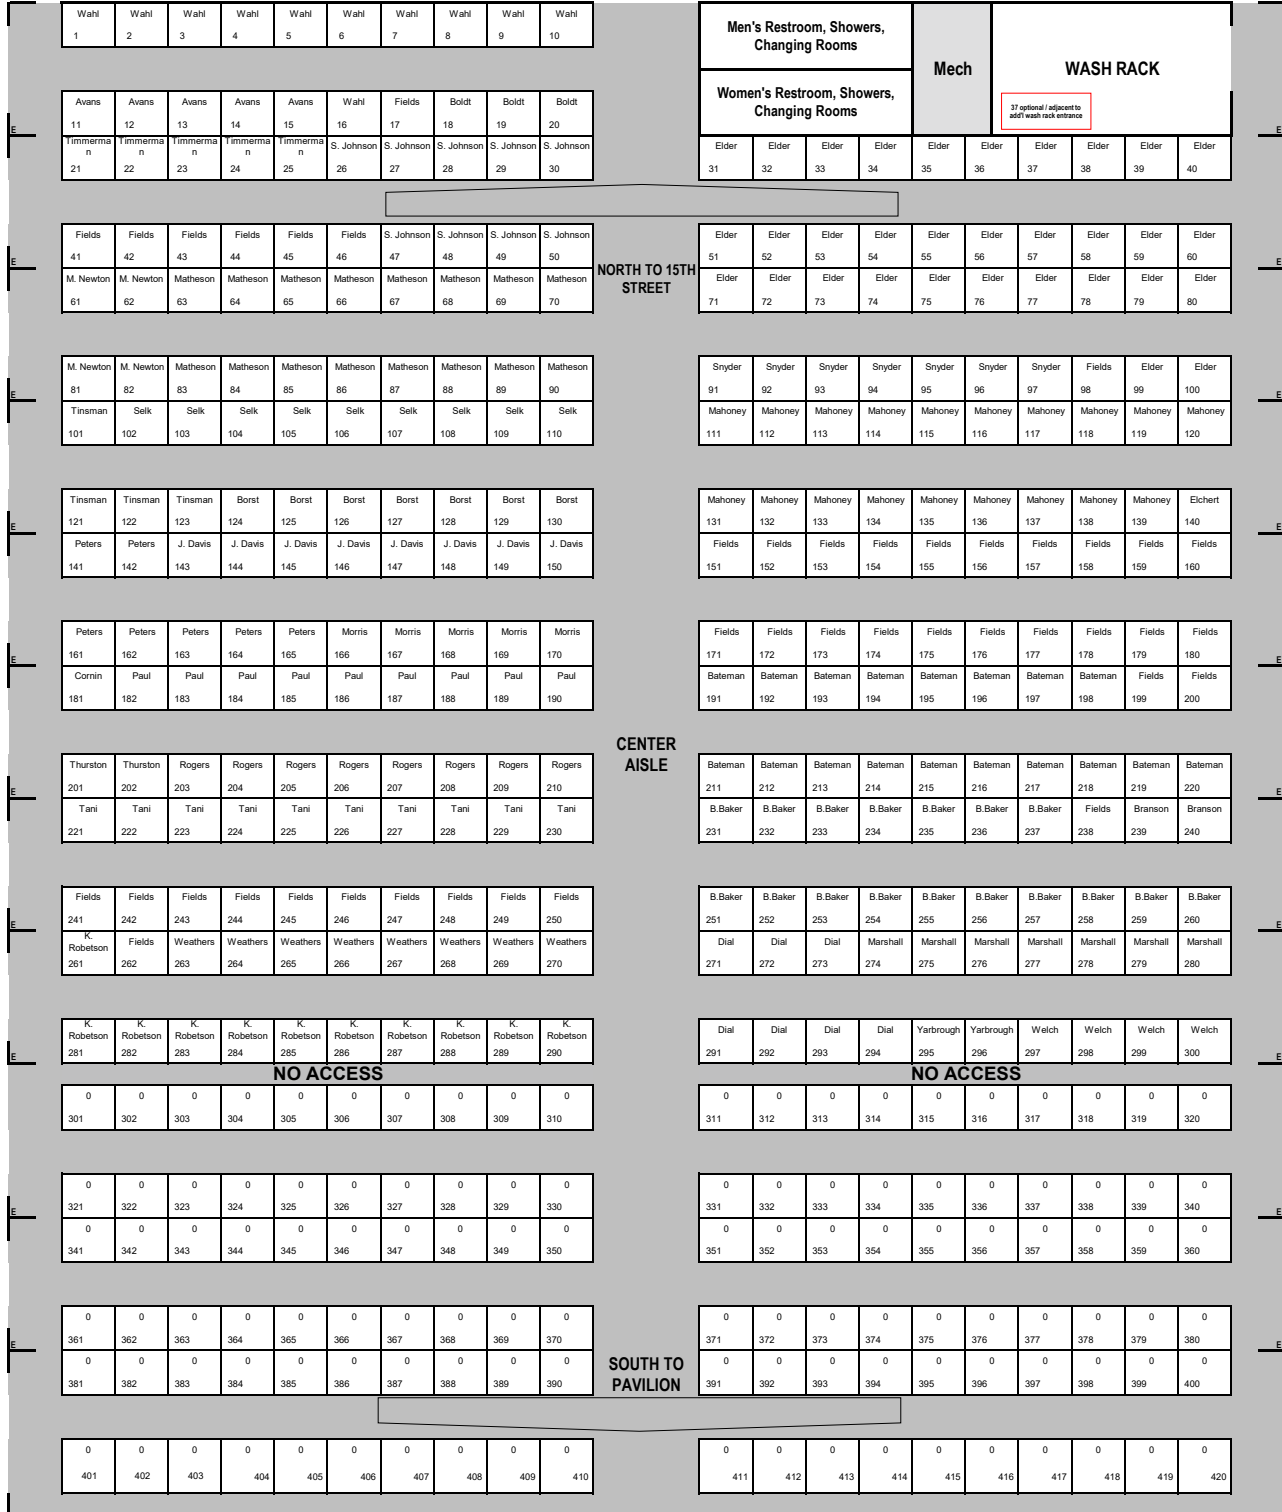 Wahl Wahl Wahl Wahl Wahl Wahl Wahl Wahl Wahl Wahl
1 2 3 4 5 6 7 8 9 10
Men's Restroom, Showers,
Changing Rooms
Mech
WASH RACK
Women's Restroom, Showers,
Changing Rooms
37 optional / adjacent to
add'l wash rack entrance
Avans Avans Avans Avans Avans Wahl Fields Boldt Boldt Boldt
11 12 13 14 15 16 17 18 19 20
E E
Timmerma Timmerma Timmerma Timmerma Timmerma S. Johnson S. Johnson S. Johnson S. Johnson S. Johnson Elder Elder Elder Elder Elder Elder Elder Elder Elder Elder
n n n n n
21 22 23 24 25 26 27 28 29 30 31 32 33 34 35 36 37 38 39 40
Fields Fields Fields Fields Fields Fields S. Johnson S. Johnson S. Johnson S. Johnson Elder Elder Elder Elder Elder Elder Elder Elder Elder Elder
41 42 43 44 45 46 47 48 49 50 51 52 53 54 55 56 57 58 59 60
E E
NORTH TO 15TH
STREET
M. Newton M. Newton Matheson Matheson Matheson Matheson Matheson Matheson Matheson Matheson Elder Elder Elder Elder Elder Elder Elder Elder Elder Elder
61 62 63 64 65 66 67 68 69 70 71 72 73 74 75 76 77 78 79 80
M. Newton M. Newton Matheson Matheson Matheson Matheson Matheson Matheson Matheson Matheson Snyder Snyder Snyder Snyder Snyder Snyder Snyder Fields Elder Elder
81 82 83 84 85 86 87 88 89 90 91 92 93 94 95 96 97 98 99 100
E E
Tinsman Selk Selk Selk Selk Selk Selk Selk Selk Selk Mahoney Mahoney Mahoney Mahoney Mahoney Mahoney Mahoney Mahoney Mahoney Mahoney
101 102 103 104 105 106 107 108 109 110 111 112 113 114 115 116 117 118 119 120
Tinsman Tinsman Tinsman Borst Borst Borst Borst Borst Borst Borst Mahoney Mahoney Mahoney Mahoney Mahoney Mahoney Mahoney Mahoney Mahoney Elchert
121 122 123 124 125 126 127 128 129 130 131 132 133 134 135 136 137 138 139 140
E E
Peters Peters J. Davis J. Davis J. Davis J. Davis J. Davis J. Davis J. Davis J. Davis Fields Fields Fields Fields Fields Fields Fields Fields Fields Fields
141 142 143 144 145 146 147 148 149 150 151 152 153 154 155 156 157 158 159 160
Peters Peters Peters Peters Peters Morris Morris Morris Morris Morris Fields Fields Fields Fields Fields Fields Fields Fields Fields Fields
161 162 163 164 165 166 167 168 169 170 171 172 173 174 175 176 177 178 179 180
E E
Cornin Paul Paul Paul Paul Paul Paul Paul Paul Paul Bateman Bateman Bateman Bateman Bateman Bateman Bateman Bateman Fields Fields
181 182 183 184 185 186 187 188 189 190 191 192 193 194 195 196 197 198 199 200
CENTER
AISLE
Thurston Thurston Rogers Rogers Rogers Rogers Rogers Rogers Rogers Rogers Bateman Bateman Bateman Bateman Bateman Bateman Bateman Bateman Bateman Bateman
201 202 203 204 205 206 207 208 209 210 211 212 213 214 215 216 217 218 219 220
E E
Tani Tani Tani Tani Tani Tani Tani Tani Tani Tani B.Baker B.Baker B.Baker B.Baker B.Baker B.Baker B.Baker Fields Branson Branson
221 222 223 224 225 226 227 228 229 230 231 232 233 234 235 236 237 238 239 240
Fields Fields Fields Fields Fields Fields Fields Fields Fields Fields B.Baker B.Baker B.Baker B.Baker B.Baker B.Baker B.Baker B.Baker B.Baker B.Baker
241 242 243 244 245 246 247 248 249 250 251 252 253 254 255 256 257 258 259 260
E E
K.
Robetson Fields Weathers Weathers Weathers Weathers Weathers Weathers Weathers Weathers Dial Dial Dial Marshall Marshall Marshall Marshall Marshall Marshall Marshall
261 262 263 264 265 266 267 268 269 270 271 272 273 274 275 276 277 278 279 280
K. K. K. K. K. K. K. K. K. K.
Robetson Robetson Robetson Robetson Robetson Robetson Robetson Robetson Robetson Robetson Dial Dial Dial Dial Yarbrough Yarbrough Welch Welch Welch Welch
281 282 283 284 285 286 287 288 289 290 291 292 293 294 295 296 297 298 299 300
E E
NO ACCESS NO ACCESS
0 0 0 0 0 0 0 0 0 0 0 0 0 0 0 0 0 0 0 0
301 302 303 304 305 306 307 308 309 310 311 312 313 314 315 316 317 318 319 320
0 0 0 0 0 0 0 0 0 0 0 0 0 0 0 0 0 0 0 0
321 322 323 324 325 326 327 328 329 330 331 332 333 334 335 336 337 338 339 340
E E
0 0 0 0 0 0 0 0 0 0 0 0 0 0 0 0 0 0 0 0
341 342 343 344 345 346 347 348 349 350 351 352 353 354 355 356 357 358 359 360
0 0 0 0 0 0 0 0 0 0 0 0 0 0 0 0 0 0 0 0
361 362 363 364 365 366 367 368 369 370 371 372 373 374 375 376 377 378 379 380
E E
0 0 0 0 0 0 0 0 0 0 0 0 0 0 0 0 0 0 0 0
381 382 383 384 385 386 387 388 389 390 391 392 393 394 395 396 397 398 399 400
SOUTH TO
PAVILION
0 0 0 0 0 0 0 0 0 0 0 0 0 0 0 0 0 0 0 0
401 402 403 404 405 406 407 408 409 410 411 412 413 414 415 416 417 418 419 420